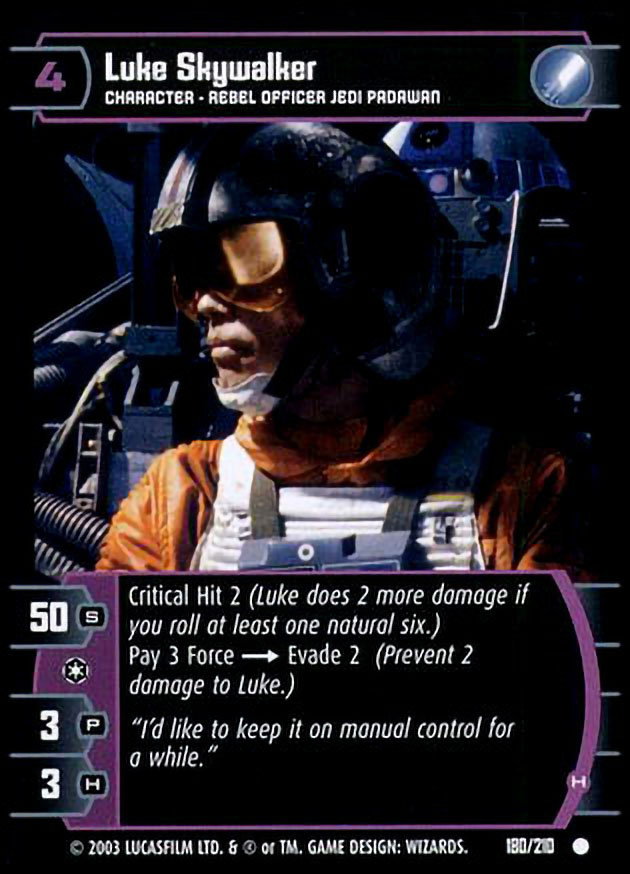 4
Luke Skywalker
CHARACTER - REBEL OFFICER JEDI PADAWAN
50 S
Critical Hit 2 (Luke does 2 more damage if
you roll at least one natural six.)
Pay 3 Force → Evade 2 (Prevent 2
damage to Luke.)
3 P
"I'd like to keep it on manual control for
a while."
3 H
H
© 2003 LUCASFILM LTD. & ® or TM. GAME DESIGN: WIZARDS. 180/210